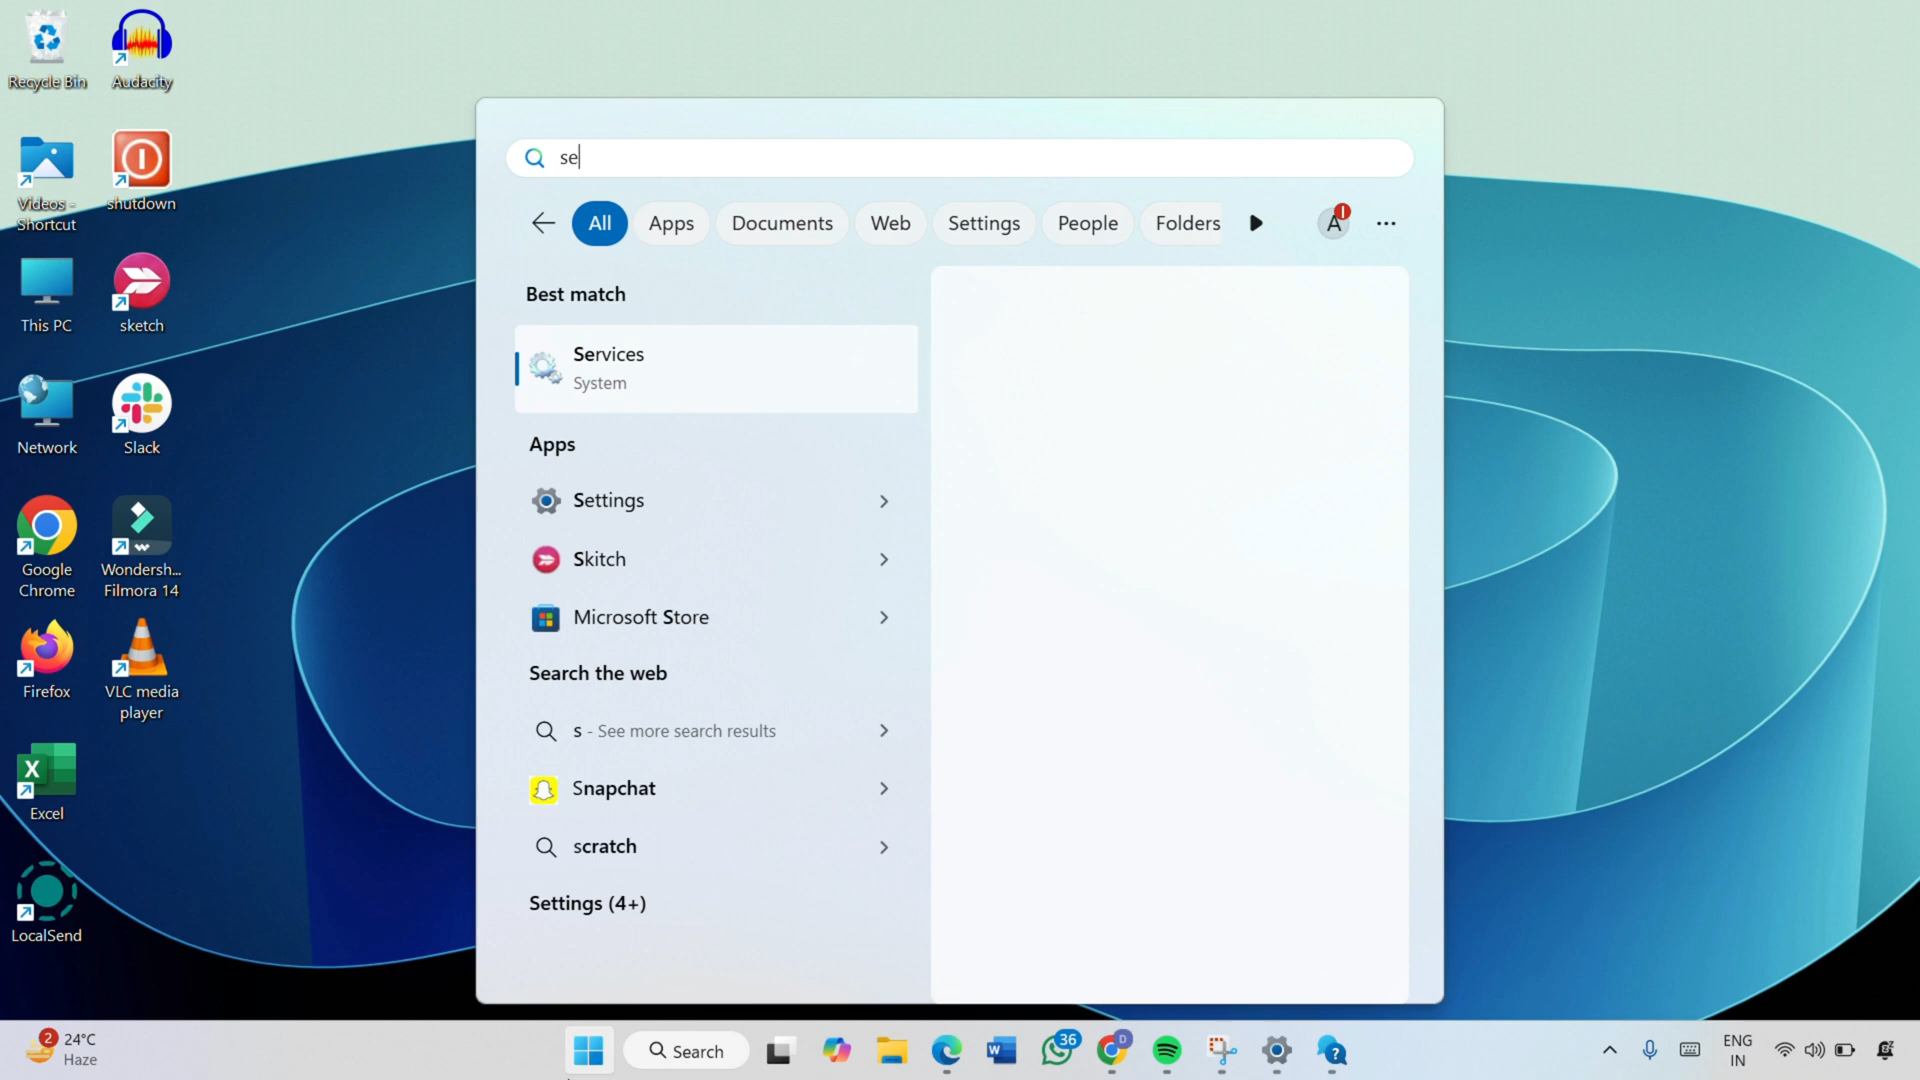 Recycle Bin
Audacity
Videos -
Shortcut
shutdown
This PC
sketch
Network
Slack
Google
Chrome
Wondersh...
Filmora 14
Firefox
VLC media
player
Excel
LocalSend
se
All
Apps
Documents
Web
Settings
People
Folders
A
Best match
Services
System
Apps
Settings
Skitch
Microsoft Store
Search the web
s - See more search results
Snapchat
scratch
Settings (4+)
2
24°C
Haze
Search
36
D
ENG
IN